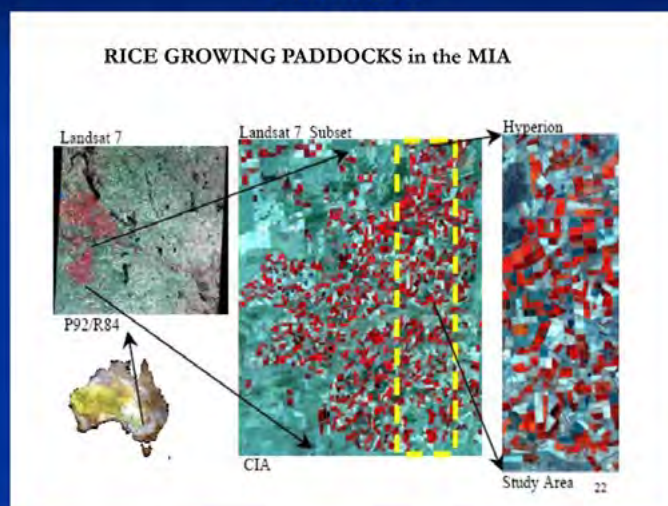 RICE GROWING PADDOCKS in the MIA
Landsat 7
Landsat 7 Subset
Hyperion
P92/R84
CIA
Study Area
22